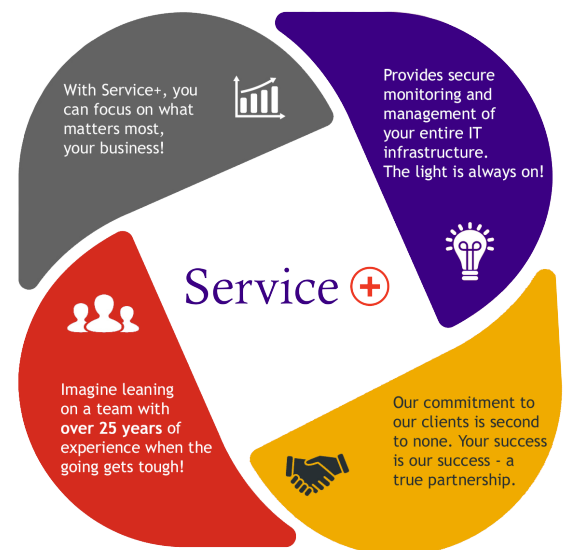 With Service+, you
can focus on what
matters most,
your business!
Provides secure
monitoring and
management of
your entire IT
infrastructure.
The light is always on!
Service +
Imagine leaning
on a team with
over 25 years of
experience when the
going gets tough!
Our commitment to
our clients is second
to none. Your success
is our success - a
true partnership.